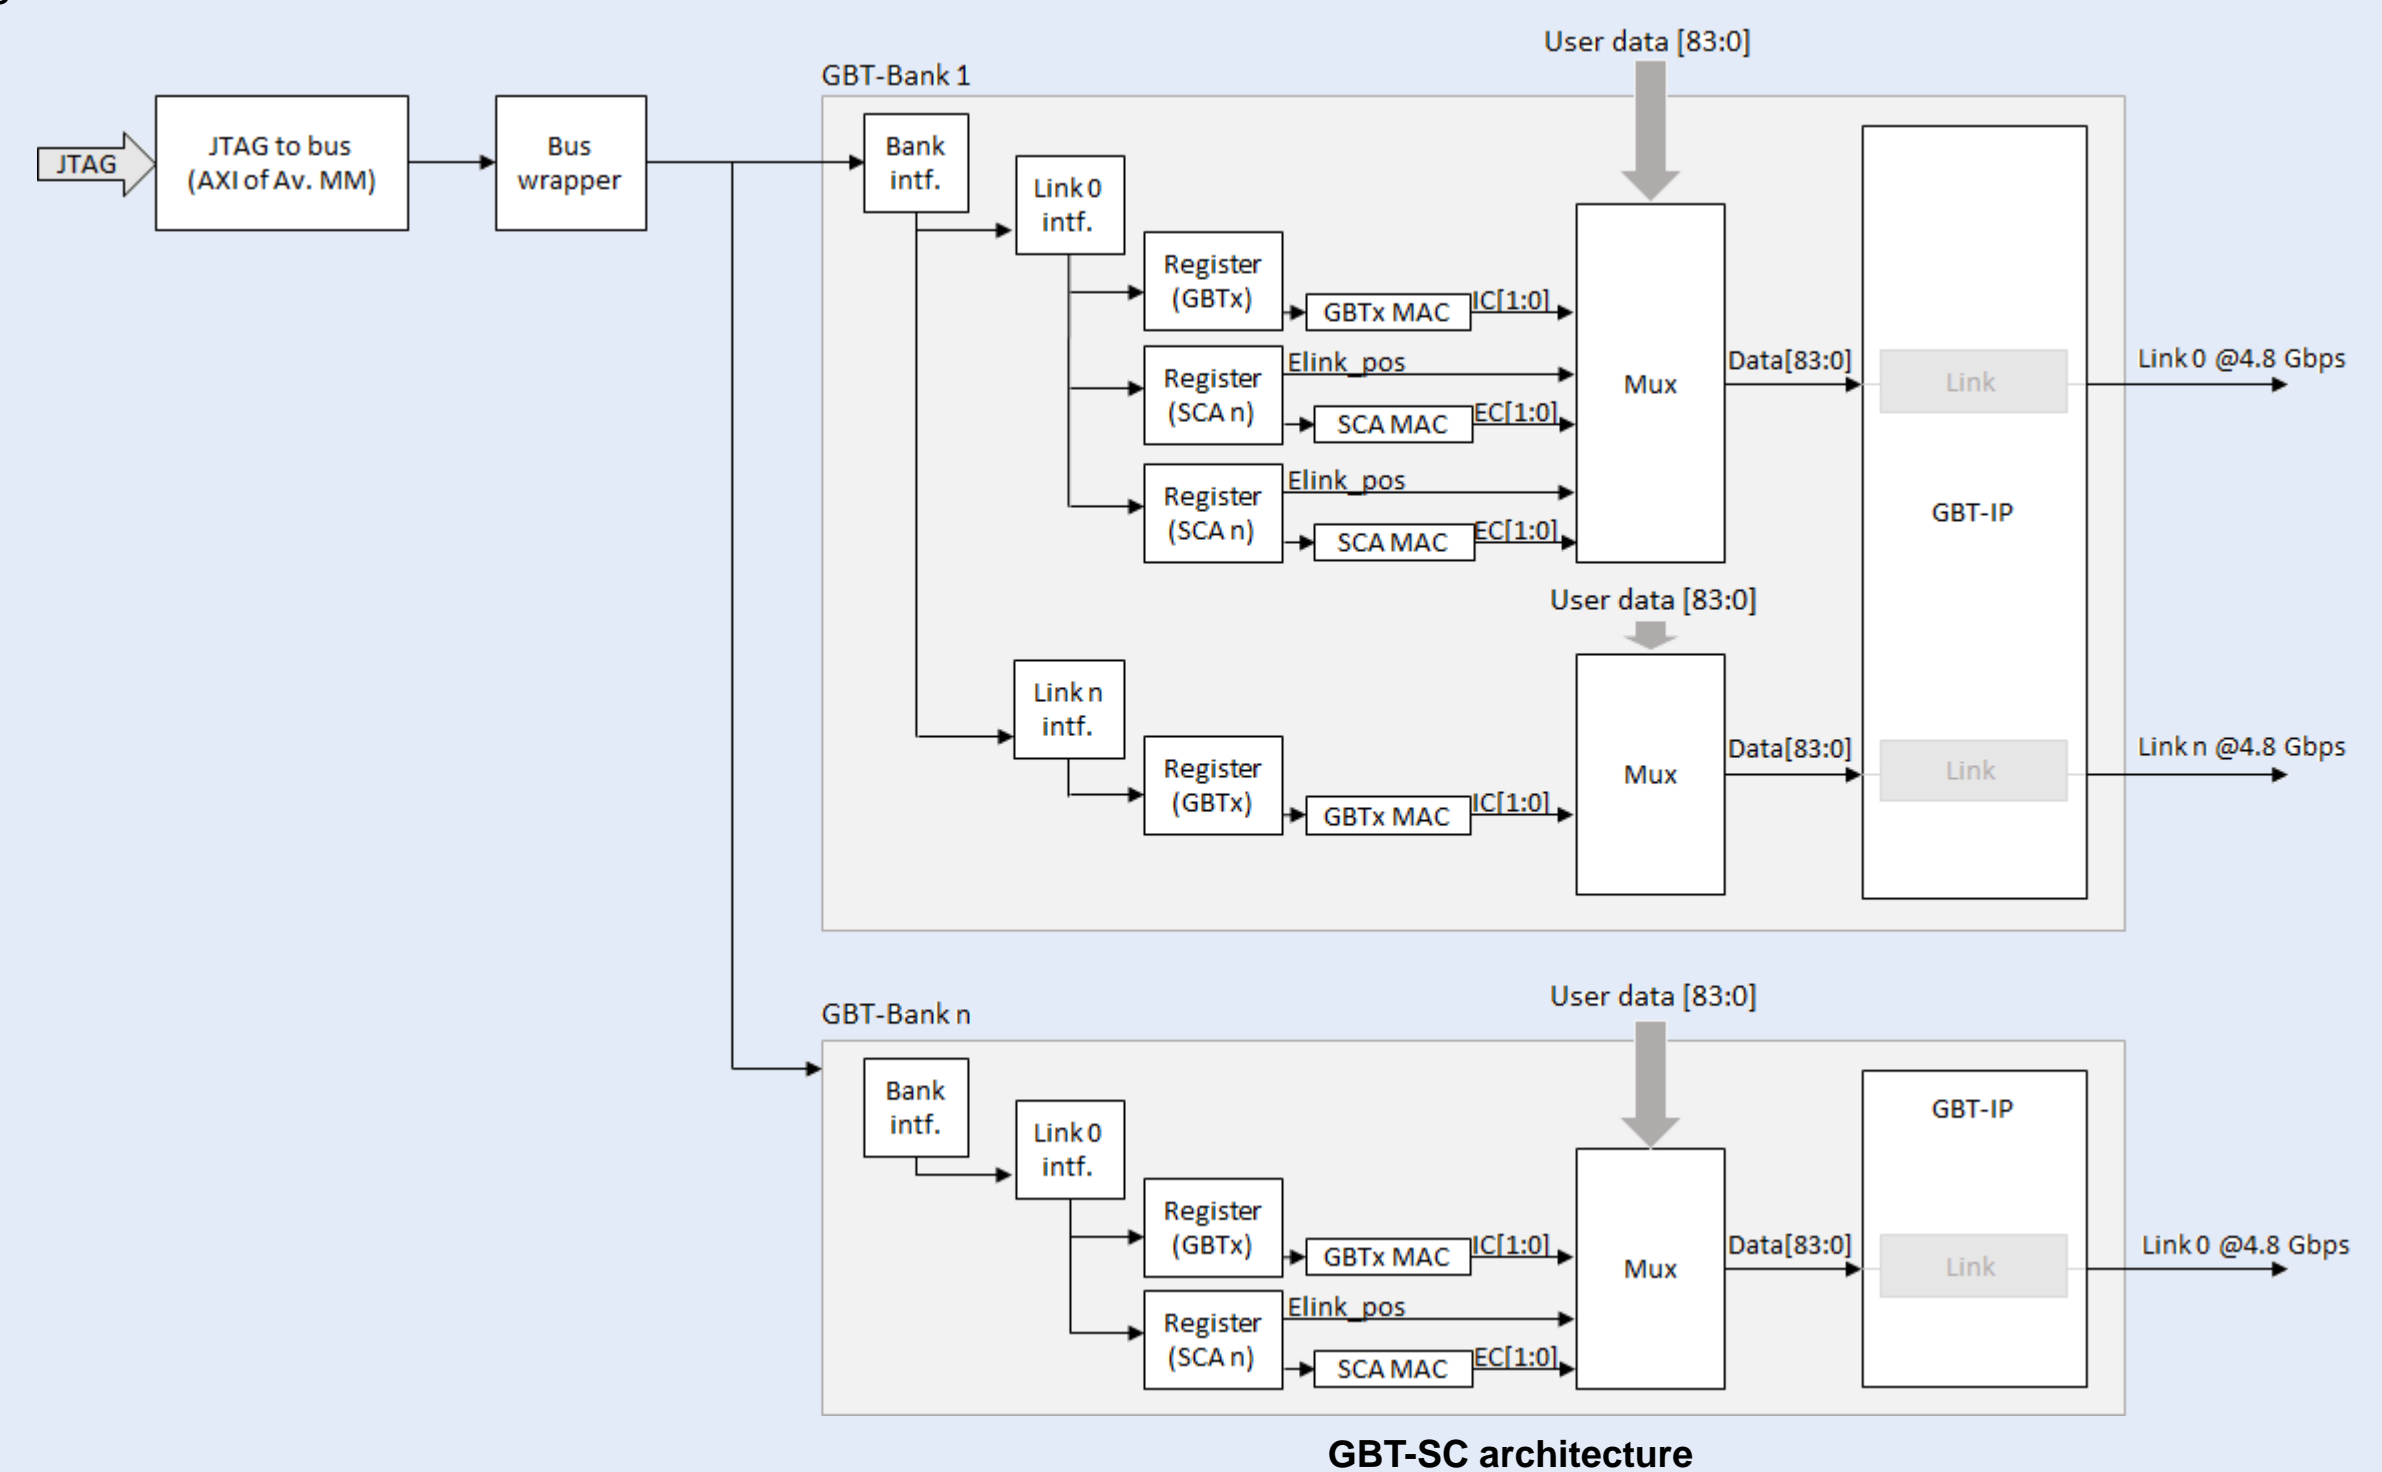 User data [83:0]
GBT-Bank 1
JTAG
JTAG to bus
(AXI of Av. MM)
Bus
wrapper
Bank
intf.
Link 0
intf.
Register
(GBTx)
GBTx MAC
IC[1:0]
Register
(SCA n)
Elink_pos
SCA MAC
EC[1:0]
Register
(SCA n)
Elink_pos
SCA MAC
EC[1:0]
Mux
Data[83:0]
Link
GBT-IP
Link 0 @4.8 Gbps
User data [83:0]
Link n
intf.
Register
(GBTx)
GBTx MAC
IC[1:0]
Mux
Data[83:0]
Link
Link n @4.8 Gbps
GBT-Bank n
User data [83:0]
Bank
intf.
Link 0
intf.
Register
(GBTx)
GBTx MAC
IC[1:0]
Register
(SCA n)
Elink_pos
SCA MAC
EC[1:0]
Mux
Data[83:0]
GBT-IP
Link
Link 0 @4.8 Gbps
GBT-SC architecture